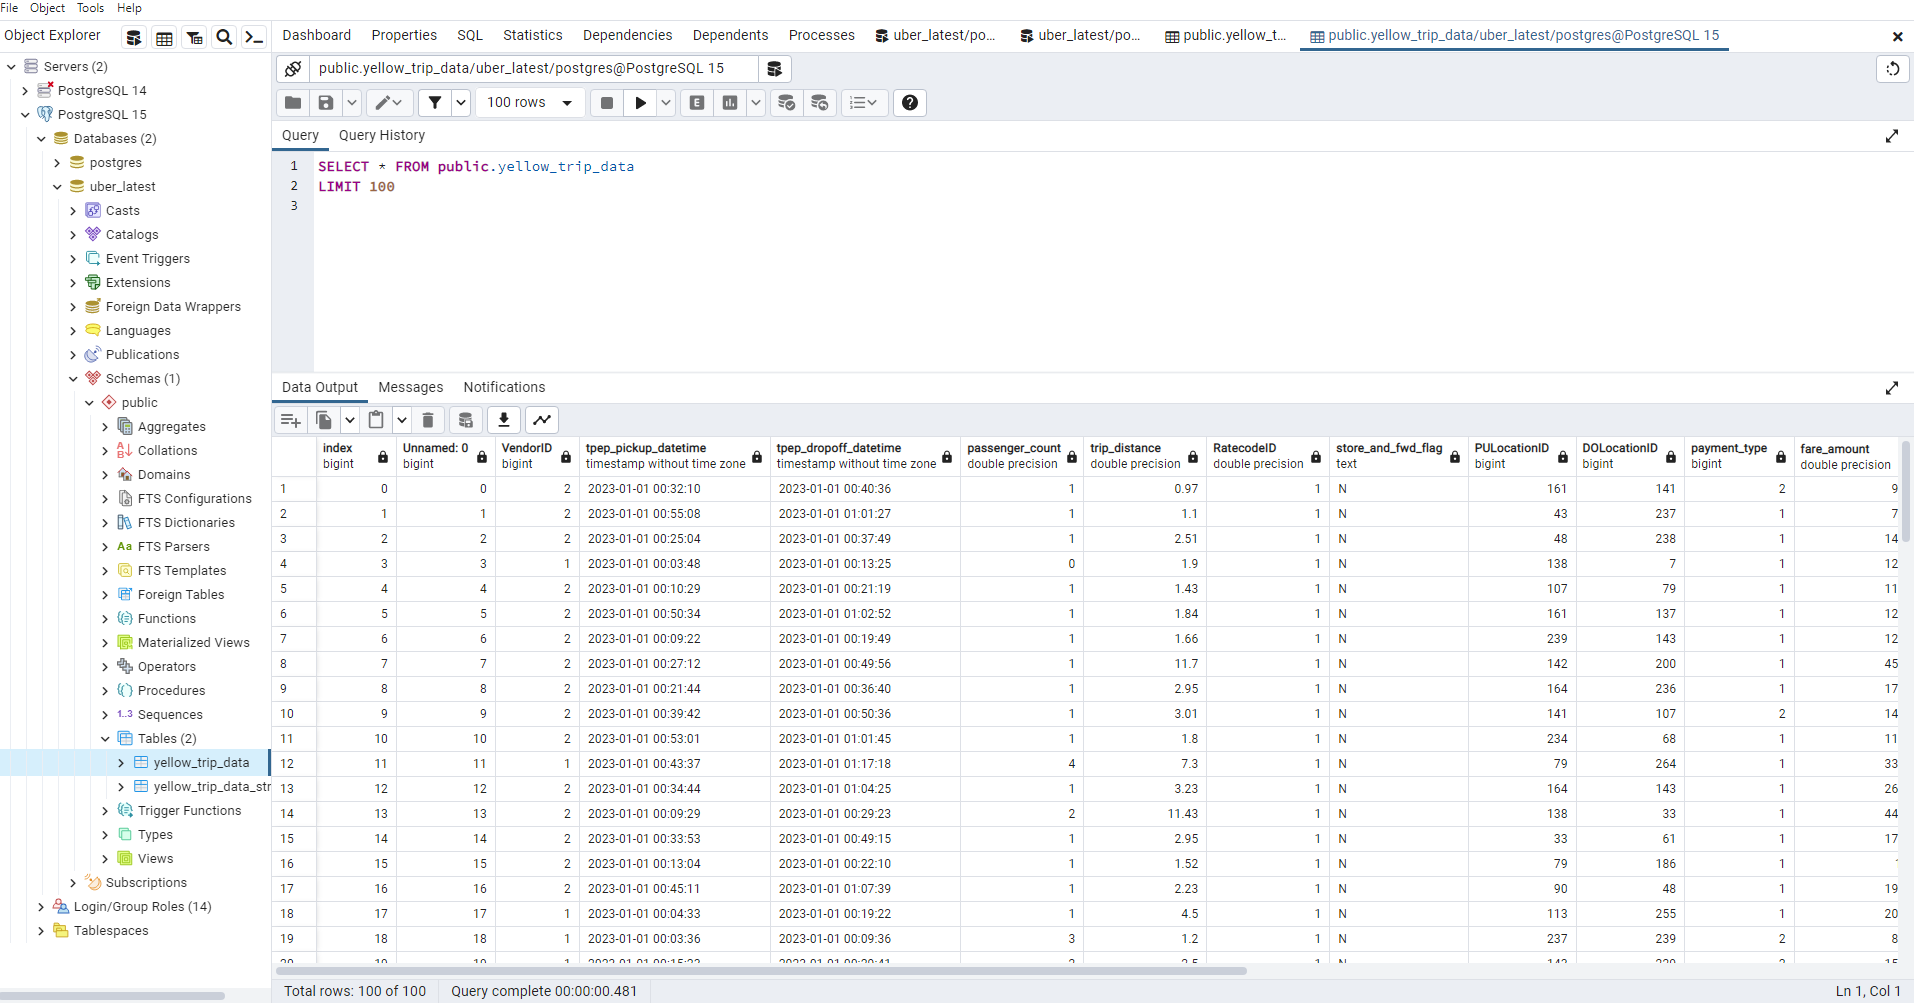 File Object Tools Help
Object Explorer
Dashboard Properties SQL Statistics Dependencies Dependents Processes uber_latest/po... uber_latest/po... public.yellow_t... public.yellow_trip_data/uber_latest/postgres@PostgreSQL 15
Servers (2)
PostgreSQL 14
PostgreSQL 15
Databases (2)
postgres
uber_latest
Casts
Catalogs
Event Triggers
Extensions
Foreign Data Wrappers
Languages
Publications
Schemas (1)
public
Aggregates
Collations
Domains
FTS Configurations
FTS Dictionaries
Aa FTS Parsers
FTS Templates
Foreign Tables
Functions
Materialized Views
Operators
Procedures
1..3 Sequences
Tables (2)
yellow_trip_data
yellow_trip_data_str
Trigger Functions
Types
Views
Subscriptions
Login/Group Roles (14)
Tablespaces
public.yellow_trip_data/uber_latest/postgres@PostgreSQL 15
100 rows
Query Query History
1 SELECT * FROM public.yellow_trip_data
2 LIMIT 100
3
Data Output Messages Notifications
index Unnamed: 0 VendorID tpep_pickup_datetime tpep_dropoff_datetime passenger_count trip_distance RatecodeID store_and_fwd_flag PULocationID DOLocationID payment_type fare_amount
bigint bigint bigint timestamp without time zone timestamp without time zone double precision double precision double precision text bigint bigint bigint double precision
1 0 0 2 2023-01-01 00:32:10 2023-01-01 00:40:36 1 0.97 1 N 161 141 2 9
2 1 1 2 2023-01-01 00:55:08 2023-01-01 01:01:27 1 1.1 1 N 43 237 1 7
3 2 2 2 2023-01-01 00:25:04 2023-01-01 00:37:49 1 2.51 1 N 48 238 1 14
4 3 3 1 2023-01-01 00:03:48 2023-01-01 00:13:25 0 1.9 1 N 138 7 1 12
5 4 4 2 2023-01-01 00:10:29 2023-01-01 00:21:19 1 1.43 1 N 107 79 1 11
6 5 5 2 2023-01-01 00:50:34 2023-01-01 01:02:52 1 1.84 1 N 161 137 1 12
7 6 6 2 2023-01-01 00:09:22 2023-01-01 00:19:49 1 1.66 1 N 239 143 1 12
8 7 7 2 2023-01-01 00:27:12 2023-01-01 00:49:56 1 11.7 1 N 142 200 1 45
9 8 8 2 2023-01-01 00:21:44 2023-01-01 00:36:40 1 2.95 1 N 164 236 1 17
10 9 9 2 2023-01-01 00:39:42 2023-01-01 00:50:36 1 3.01 1 N 141 107 2 14
11 10 10 2 2023-01-01 00:53:01 2023-01-01 01:01:45 1 1.8 1 N 234 68 1 11
12 11 11 1 2023-01-01 00:43:37 2023-01-01 01:17:18 4 7.3 1 N 79 264 1 33
13 12 12 2 2023-01-01 00:34:44 2023-01-01 01:04:25 1 3.23 1 N 164 143 1 26
14 13 13 2 2023-01-01 00:09:29 2023-01-01 00:29:23 2 11.43 1 N 138 33 1 44
15 14 14 2 2023-01-01 00:33:53 2023-01-01 00:49:15 1 2.95 1 N 33 61 1 17
16 15 15 2 2023-01-01 00:13:04 2023-01-01 00:22:10 1 1.52 1 N 79 186 1
17 16 16 2 2023-01-01 00:45:11 2023-01-01 01:07:39 1 2.23 1 N 90 48 1 19
18 17 17 1 2023-01-01 00:04:33 2023-01-01 00:19:22 1 4.5 1 N 113 255 1 20
19 18 18 1 2023-01-01 00:03:36 2023-01-01 00:09:36 3 1.2 1 N 237 239 2 8
Total rows: 100 of 100 Query complete 00:00:00.481 Ln 1, Col 1